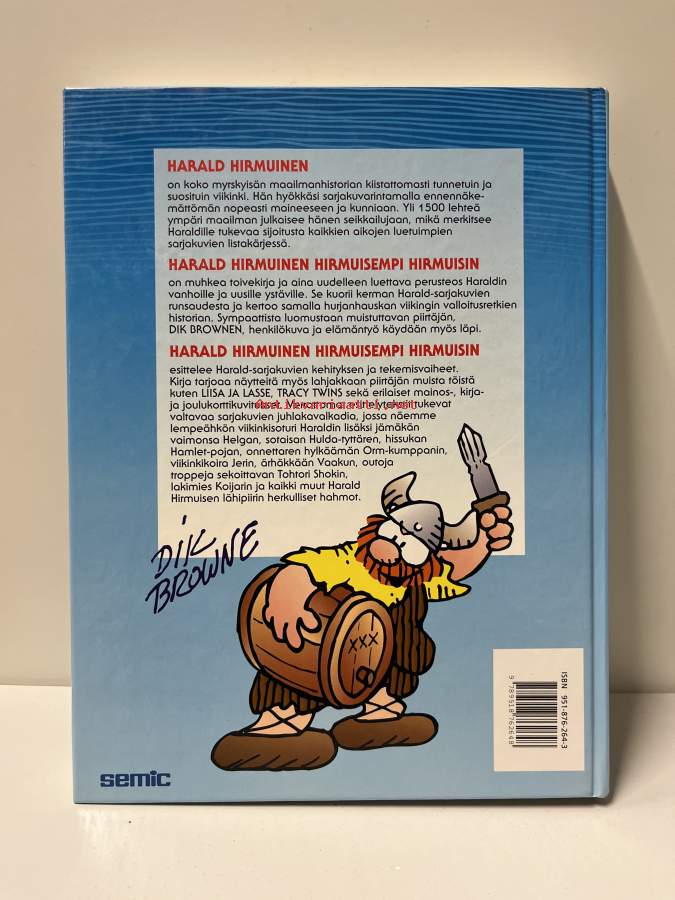 HARALD HIRMUINEN
on koko myrskyisän maailmanhistorian kiistattomasti tunnetuin ja
suosituin viikinki. Hän hyökkäsi sarjakuvarintamalla ennennäke-
mättömän nopeasti maineeseen ja kunniaan. Yli 1500 lehteä
ympäri maailman julkaisee hänen seikkailujaan, mikä merkitsee
Haraldille tukevaa sijoitusta kaikkien aikojen luetuimpien
sarjakuvien listakärjessä.
HARALD HIRMUINEN HIRMUISEMPI HIRMUISIN
on muhkea toivekirja ja aina uudelleen luettava perusteos Haraldin
vanhoille ja uusille ystäville. Se kuorii kerman Harald-sarjakuvien
runsaudesta ja kertoo samalla hurjanhauskan viikingin valloitusretkien
historian. Sympaattista luomustaan muistuttavan piirtäjän,
DIK BROWNEN, henkilökuva ja elämäntyö käydään myös läpi.
HARALD HIRMUINEN HIRMUISEMPI HIRMUISIN
esittelee Harald-sarjakuvien kehityksen ja tekemisvaiheet.
Kirja tarjoaa näytteitä myös lahjakkaan piirtäjän muista töistä
kuten LIISA JA LASSE, TRACY TWINS sekä erilaiset mainos-, kirja-
ja joulukorttikuvitukset. esittelytekstit tukevat
valtavaa sarjakuvien juhlakavalkadia, jossa näemme
lempeähkön viikinkisoturi Haraldin lisäksi jämäkän
vaimonsa Helgan, sotaisan Hulda-tyttären, hissukan
Hamlet-pojan, onnettaren hylkäämän Orm-kumppanin,
viikinkikoira Jerin, ärhäkkään Vaakun, outoja
troppeja sekoittavan Tohtori Shokin,
lakimies Koijarin ja kaikki muut Harald
Hirmuisen lähipiirin herkulliset hahmot.
DIK
BROWNE
XXX
semic
ISBN 951-876-264-3
9789518762648